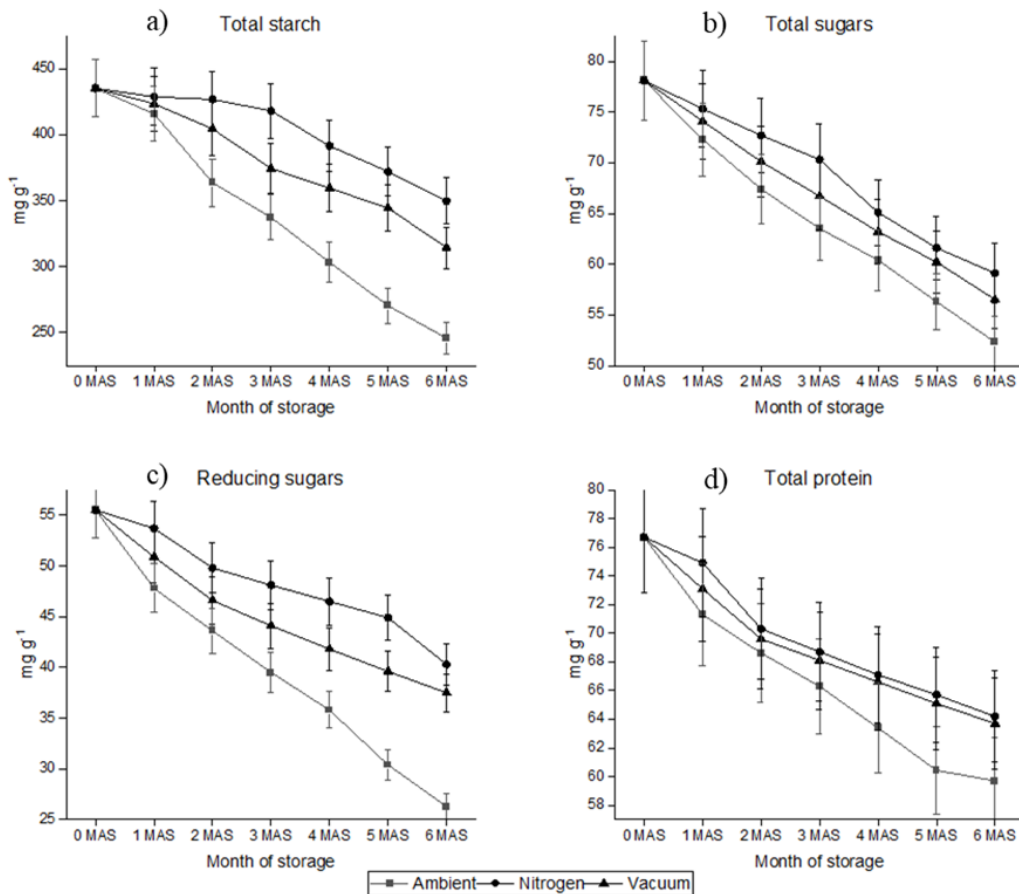 a) Total starch
450
400
350
300
250
mg g-1
0 MAS 1 MAS 2 MAS 3 MAS 4 MAS 5 MAS 6 MAS
Month of storage
b) Total sugars
80
75
70
65
60
55
50
mg g-1
0 MAS 1 MAS 2 MAS 3 MAS 4 MAS 5 MAS 6 MAS
Month of storage
c) Reducing sugars
55
50
45
40
35
30
25
mg g-1
0 MAS 1 MAS 2 MAS 3 MAS 4 MAS 5 MAS 6 MAS
Month of storage
d) Total protein
80
78
76
74
72
70
68
66
64
62
60
58
mg g-1
0 MAS 1 MAS 2 MAS 3 MAS 4 MAS 5 MAS 6 MAS
Month of storage
Ambient Nitrogen Vacuum